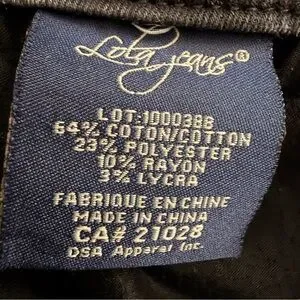 Lola jeans®
LOT:1000386
64% COTON/COTTON
23% POLYESTER
10% RAYON
3% LYCRA
FABRIQUE EN CHINE
MADE IN CHINA
CA# 21028
DSA Apparel Inc.